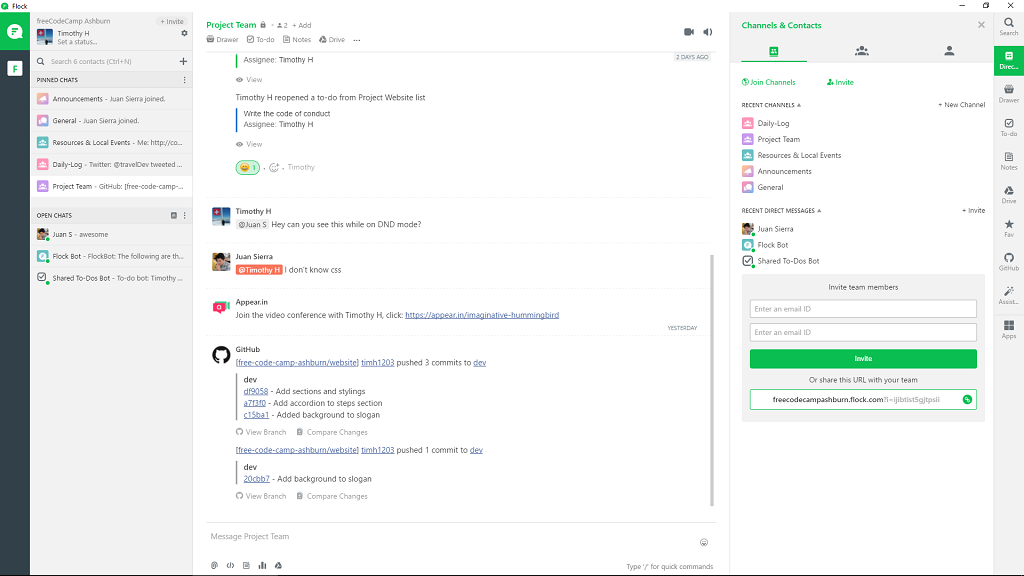 Flock
freeCodeCamp Ashburn
+ Invite
Timothy H
Set a status...
Search 6 contacts (Ctrl+N)
F
PINNED CHATS
Announcements - Juan Sierra joined.
General - Juan Sierra joined.
Resources & Local Events - Me: http://co...
Daily-Log - Twitter: @travelDev tweeted ...
Project Team - GitHub: [free-code-camp-...
OPEN CHATS
Juan S - awesome
Flock Bot - FlockBot: The following are th...
Shared To-Dos Bot - To-do bot: Timothy ...
Project Team
2 + Add
Drawer To-do Notes Drive ...
2 DAYS AGO
Assignee: Timothy H
View
Timothy H reopened a to-do from Project Website list
Write the code of conduct
Assignee: Timothy H
View
1 Timothy
Timothy H
@Juan S Hey can you see this while on DND mode?
Juan Sierra
@Timothy H I don't know css
Appear.in
Join the video conference with Timothy H, click: https://appear.in/imaginative-hummingbird
YESTERDAY
GitHub
[free-code-camp-ashburn/website] timh1203 pushed 3 commits to dev
dev
df9058 - Add sections and stylings
a7f3f0 - Add accordion to steps section
c15ba1 - Added background to slogan
View Branch Compare Changes
[free-code-camp-ashburn/website] timh1203 pushed 1 commit to dev
dev
20cbb7 - Add background to slogan
View Branch Compare Changes
Message Project Team
Type '/' for quick commands
Channels & Contacts
Join Channels Invite
RECENT CHANNELS
+ New Channel
Daily-Log
Project Team
Resources & Local Events
Announcements
General
RECENT DIRECT MESSAGES
+ Invite
Juan Sierra
Flock Bot
Shared To-Dos Bot
Invite team members
Enter an email ID
Enter an email ID
Invite
Or share this URL with your team
Search
Direc...
Drawer
To-do
Notes
Drive
Fav
GitHub
Assist...
Apps